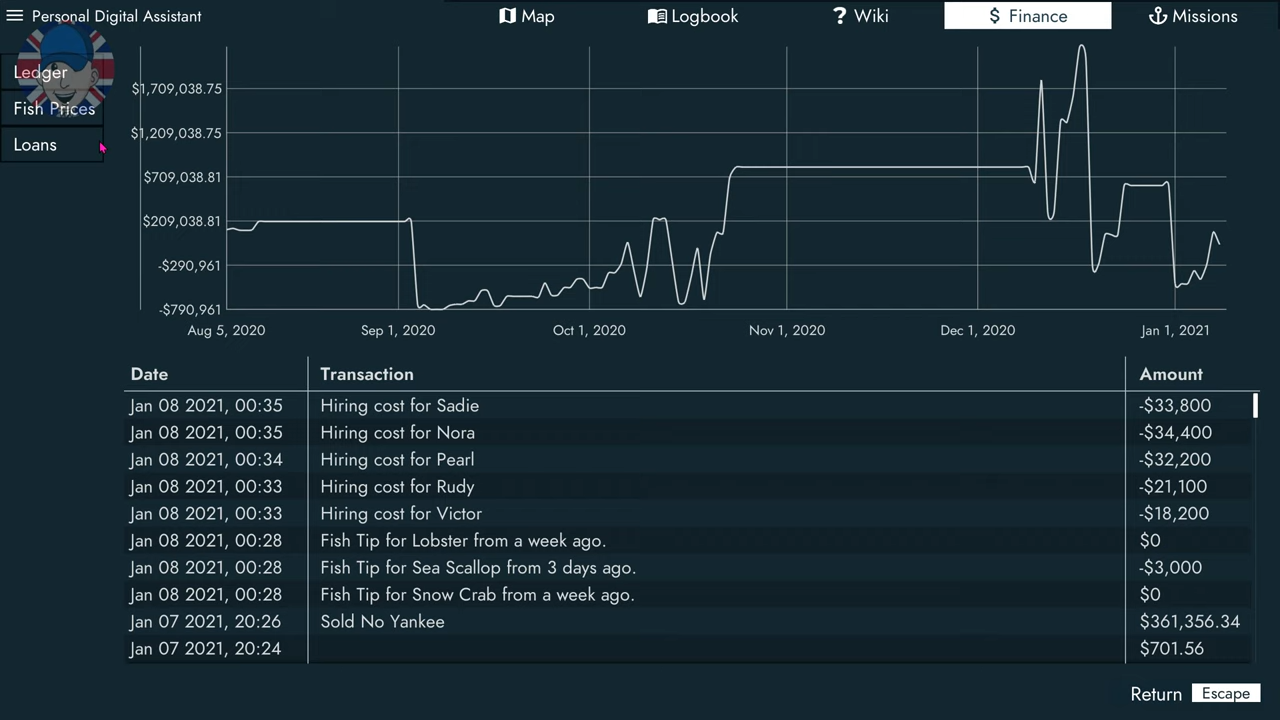 Personal Digital Assistant
Map
Logbook
? Wiki
$ Finance
Missions
Ledger
Fish Prices
Loans
$1,709,038.75
$1,209,038.75
$709,038.81
$209,038.81
-$290,961
-$790,961
Aug 5, 2020 Sep 1, 2020 Oct 1, 2020 Nov 1, 2020 Dec 1, 2020 Jan 1, 2021
Date Transaction Amount
Jan 08 2021, 00:35 Hiring cost for Sadie -$33,800
Jan 08 2021, 00:35 Hiring cost for Nora -$34,400
Jan 08 2021, 00:34 Hiring cost for Pearl -$32,200
Jan 08 2021, 00:33 Hiring cost for Rudy -$21,100
Jan 08 2021, 00:33 Hiring cost for Victor -$18,200
Jan 08 2021, 00:28 Fish Tip for Lobster from a week ago. $0
Jan 08 2021, 00:28 Fish Tip for Sea Scallop from 3 days ago. -$3,000
Jan 08 2021, 00:28 Fish Tip for Snow Crab from a week ago. $0
Jan 07 2021, 20:26 Sold No Yankee $361,356.34
Jan 07 2021, 20:24 $701.56
Return Escape